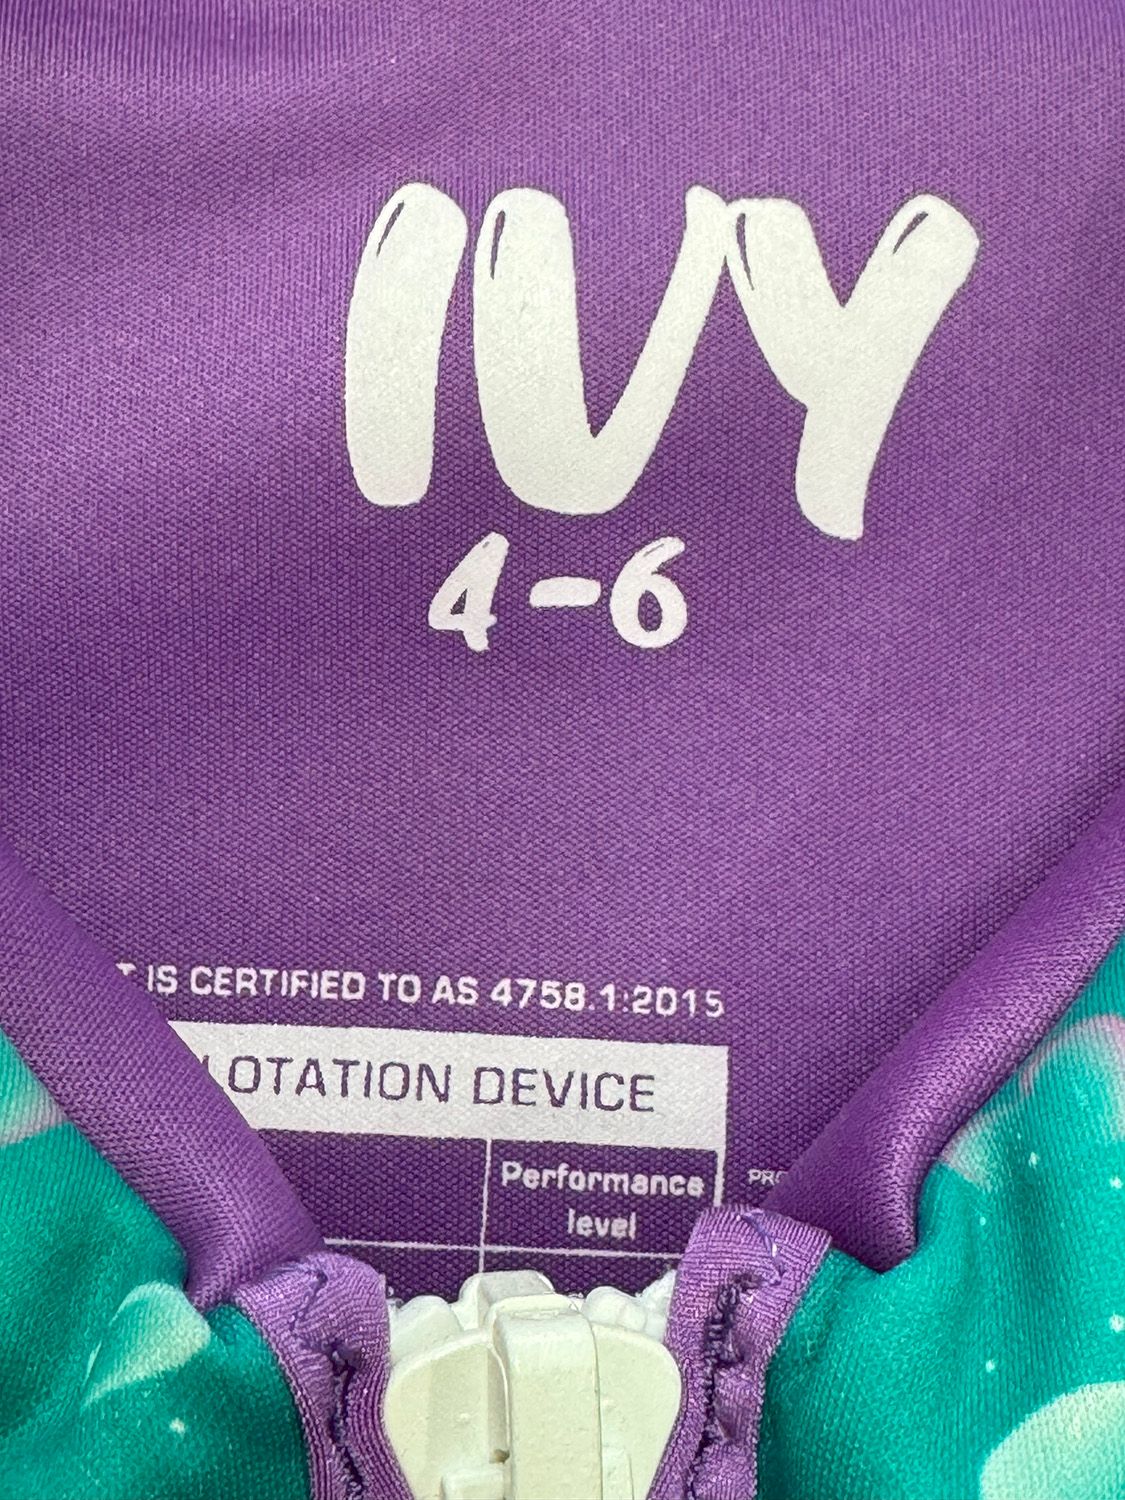 IVY
4-6
IS CERTIFIED TO AS 4758.1:2015
LOTATION DEVICE
Performance
level